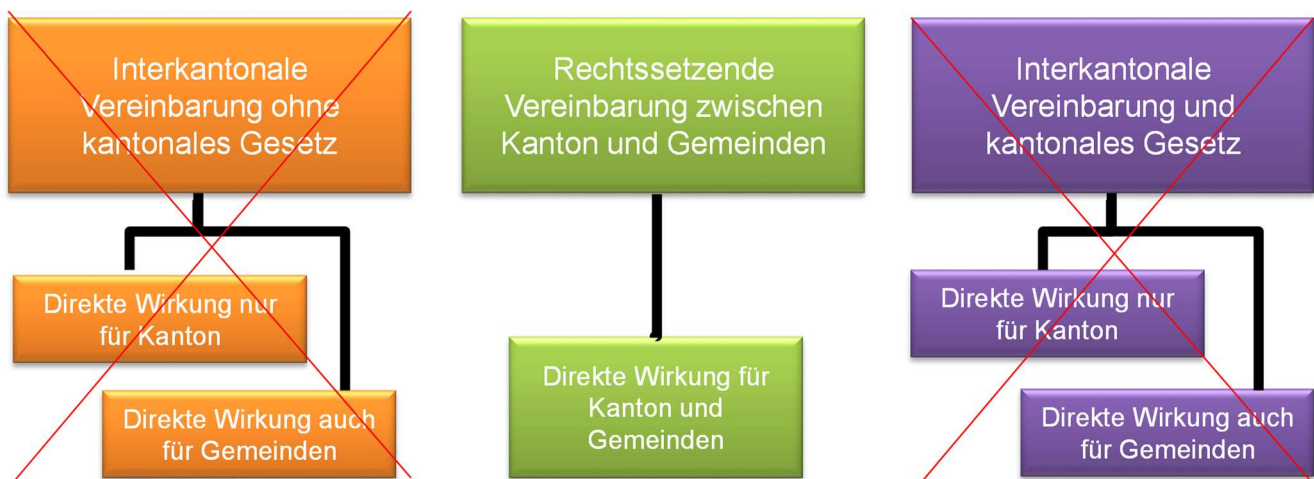 Interkantonale
Vereinbarung ohne
kantonales Gesetz
Direkte Wirkung nur
für Kanton
Direkte Wirkung auch
für Gemeinden
Rechtssetzende
Vereinbarung zwischen
Kanton und Gemeinden
Direkte Wirkung für
Kanton und
Gemeinden
Interkantonale
Vereinbarung und
kantonales Gesetz
Direkte Wirkung nur
für Kanton
Direkte Wirkung auch
für Gemeinden